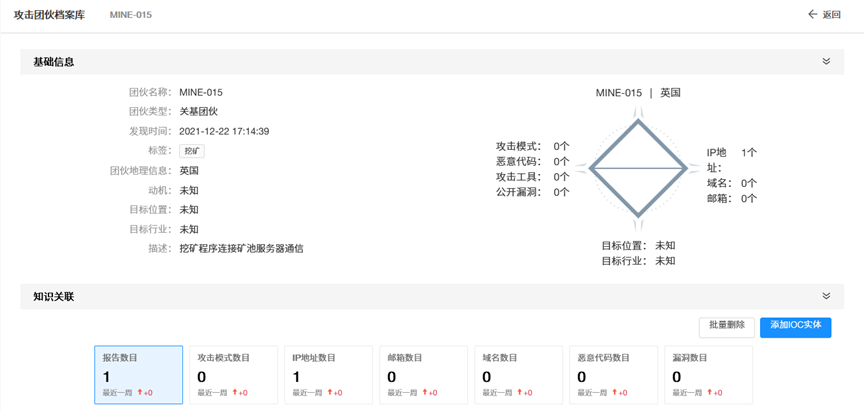 攻击团伙档案库 MINE-015 返回
基础信息
团伙名称： MINE-015
团伙类型： 关基团伙
发现时间： 2021-12-22 17:14:39
标签： 挖矿
团伙地理信息： 英国
动机： 未知
目标位置： 未知
目标行业： 未知
描述： 挖矿程序连接矿池服务器通信
MINE-015 | 英国
攻击模式： 0个
恶意代码： 0个
攻击工具： 0个
公开漏洞： 0个
IP地 1个
址：
域名： 0个
邮箱： 0个
目标位置： 未知
目标行业： 未知
知识关联
批量删除 添加IOC实体
报告数目
1
最近一周 +0
攻击模式数目
0
最近一周 +0
IP地址数目
1
最近一周 +0
邮箱数目
0
最近一周 +0
域名数目
0
最近一周 +0
恶意代码数目
0
最近一周 +0
漏洞数目
0
最近一周 +0